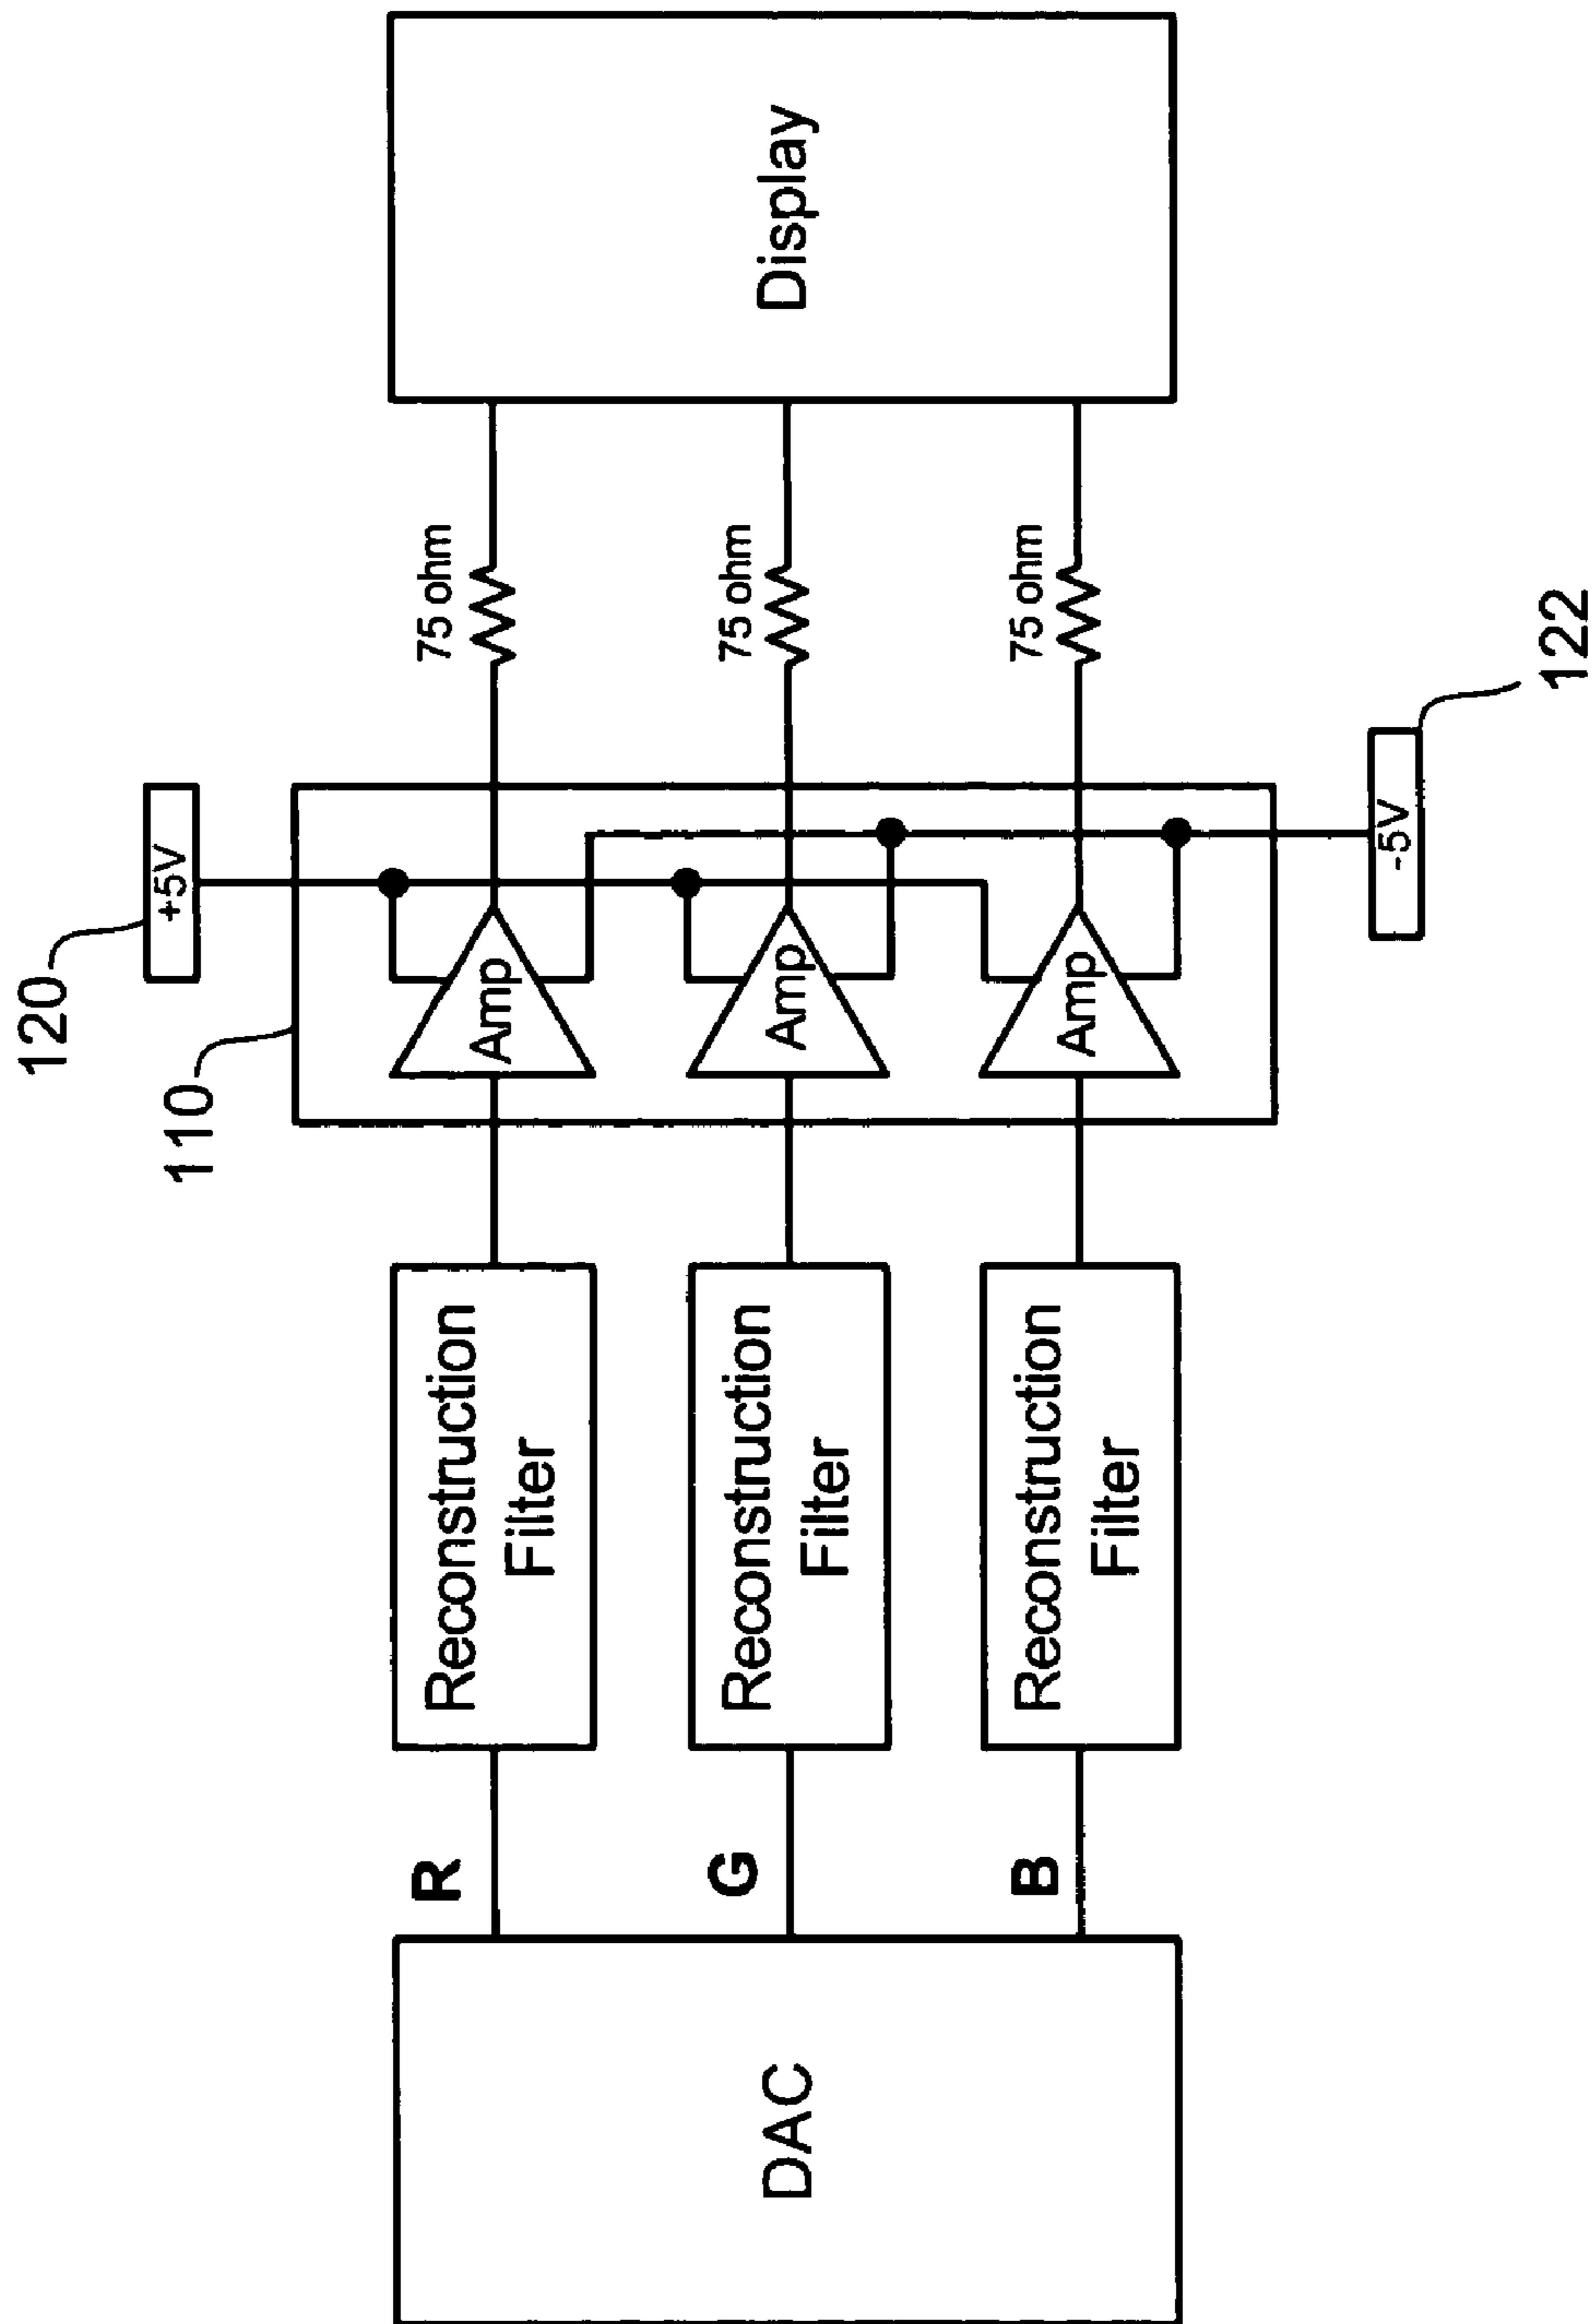 120
+5V
110
R
Reconstruction
Filter
Amp
75 ohm
DAC
G
Reconstruction
Filter
Amp
75 ohm
Display
B
Reconstruction
Filter
Amp
75 ohm
-5V
122